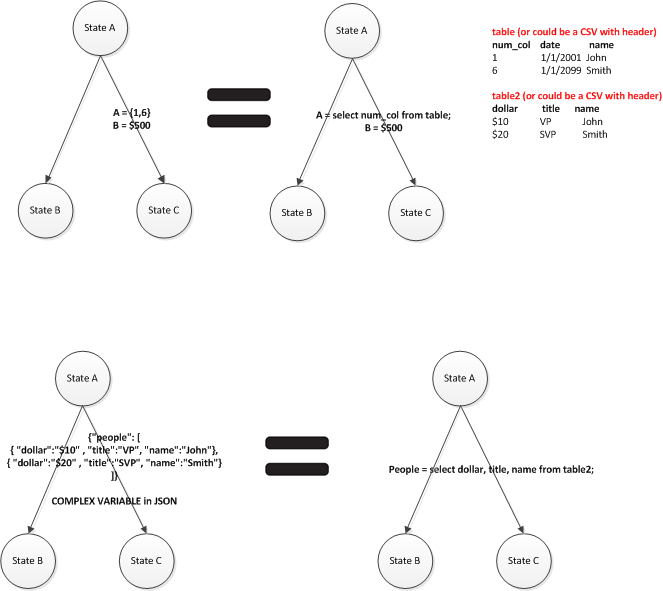 State A
A = {1,6}
B = $500
State B
State C
State A
A = select num_col from table;
B = $500
State B
State C
table (or could be a CSV with header)
num_col date name
1 1/1/2001 John
6 1/1/2099 Smith
table2 (or could be a CSV with header)
dollar title name
$10 VP John
$20 SVP Smith
State A
{"people": [
{ "dollar":"$10" , "title":"VP", "name":"John"},
{ "dollar":"$20" , "title":"SVP", "name":"Smith"}
]}
COMPLEX VARIABLE in JSON
State B
State C
State A
People = select dollar, title, name from table2;
State B
State C